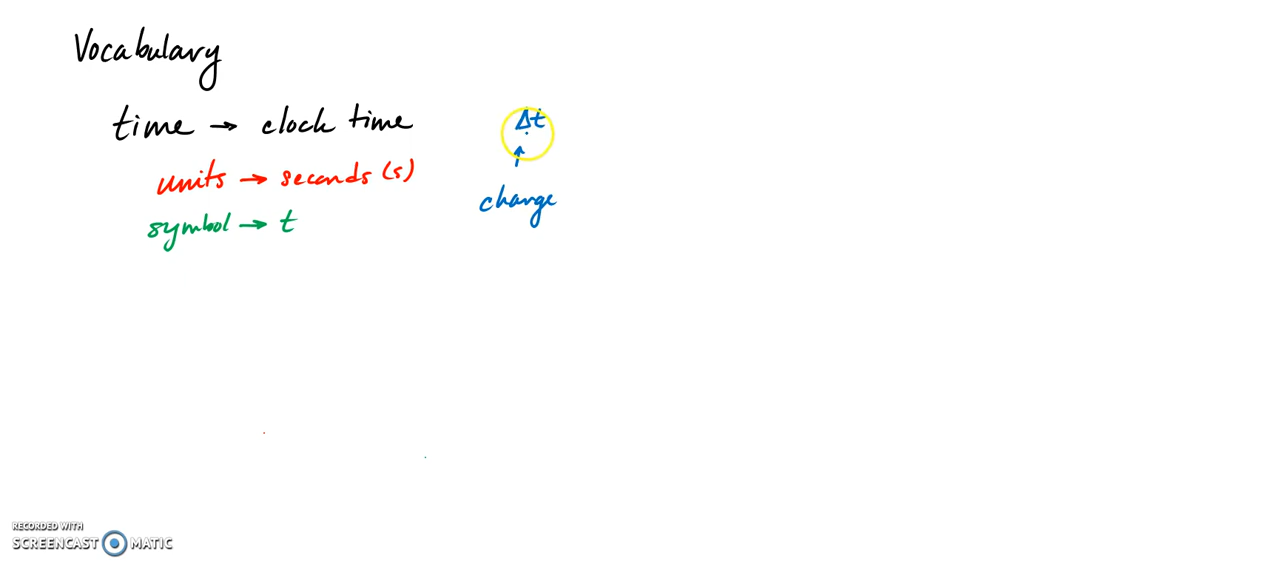 Vocabulary
time → clock time
Δt
units → seconds (s)
change
symbol → t
RECORDED WITH
SCREENCAST MATIC